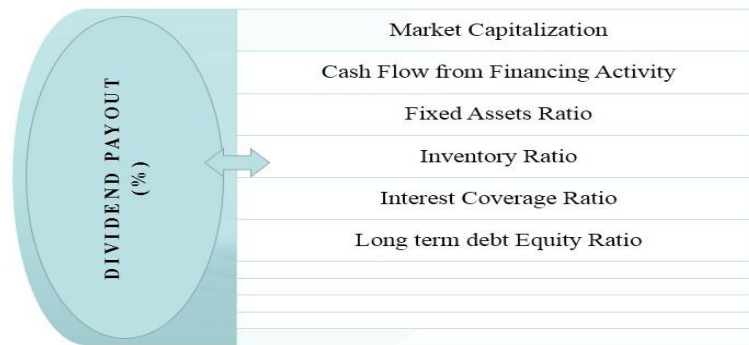 DIVIDEND PAYOUT
(%)
Market Capitalization
Cash Flow from Financing Activity
Fixed Assets Ratio
Inventory Ratio
Interest Coverage Ratio
Long term debt Equity Ratio